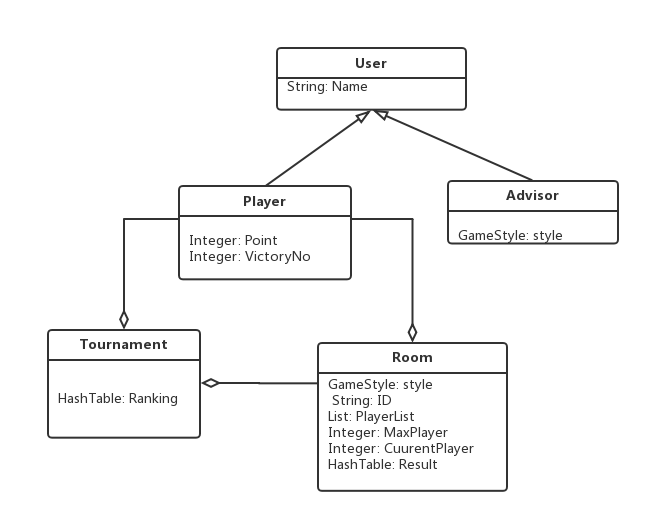 User
String: Name
Player
Integer: Point
Integer: VictoryNo
Advisor
GameStyle: style
Tournament
HashTable: Ranking
Room
GameStyle: style
String: ID
List: PlayerList
Integer: MaxPlayer
Integer: CuurentPlayer
HashTable: Result